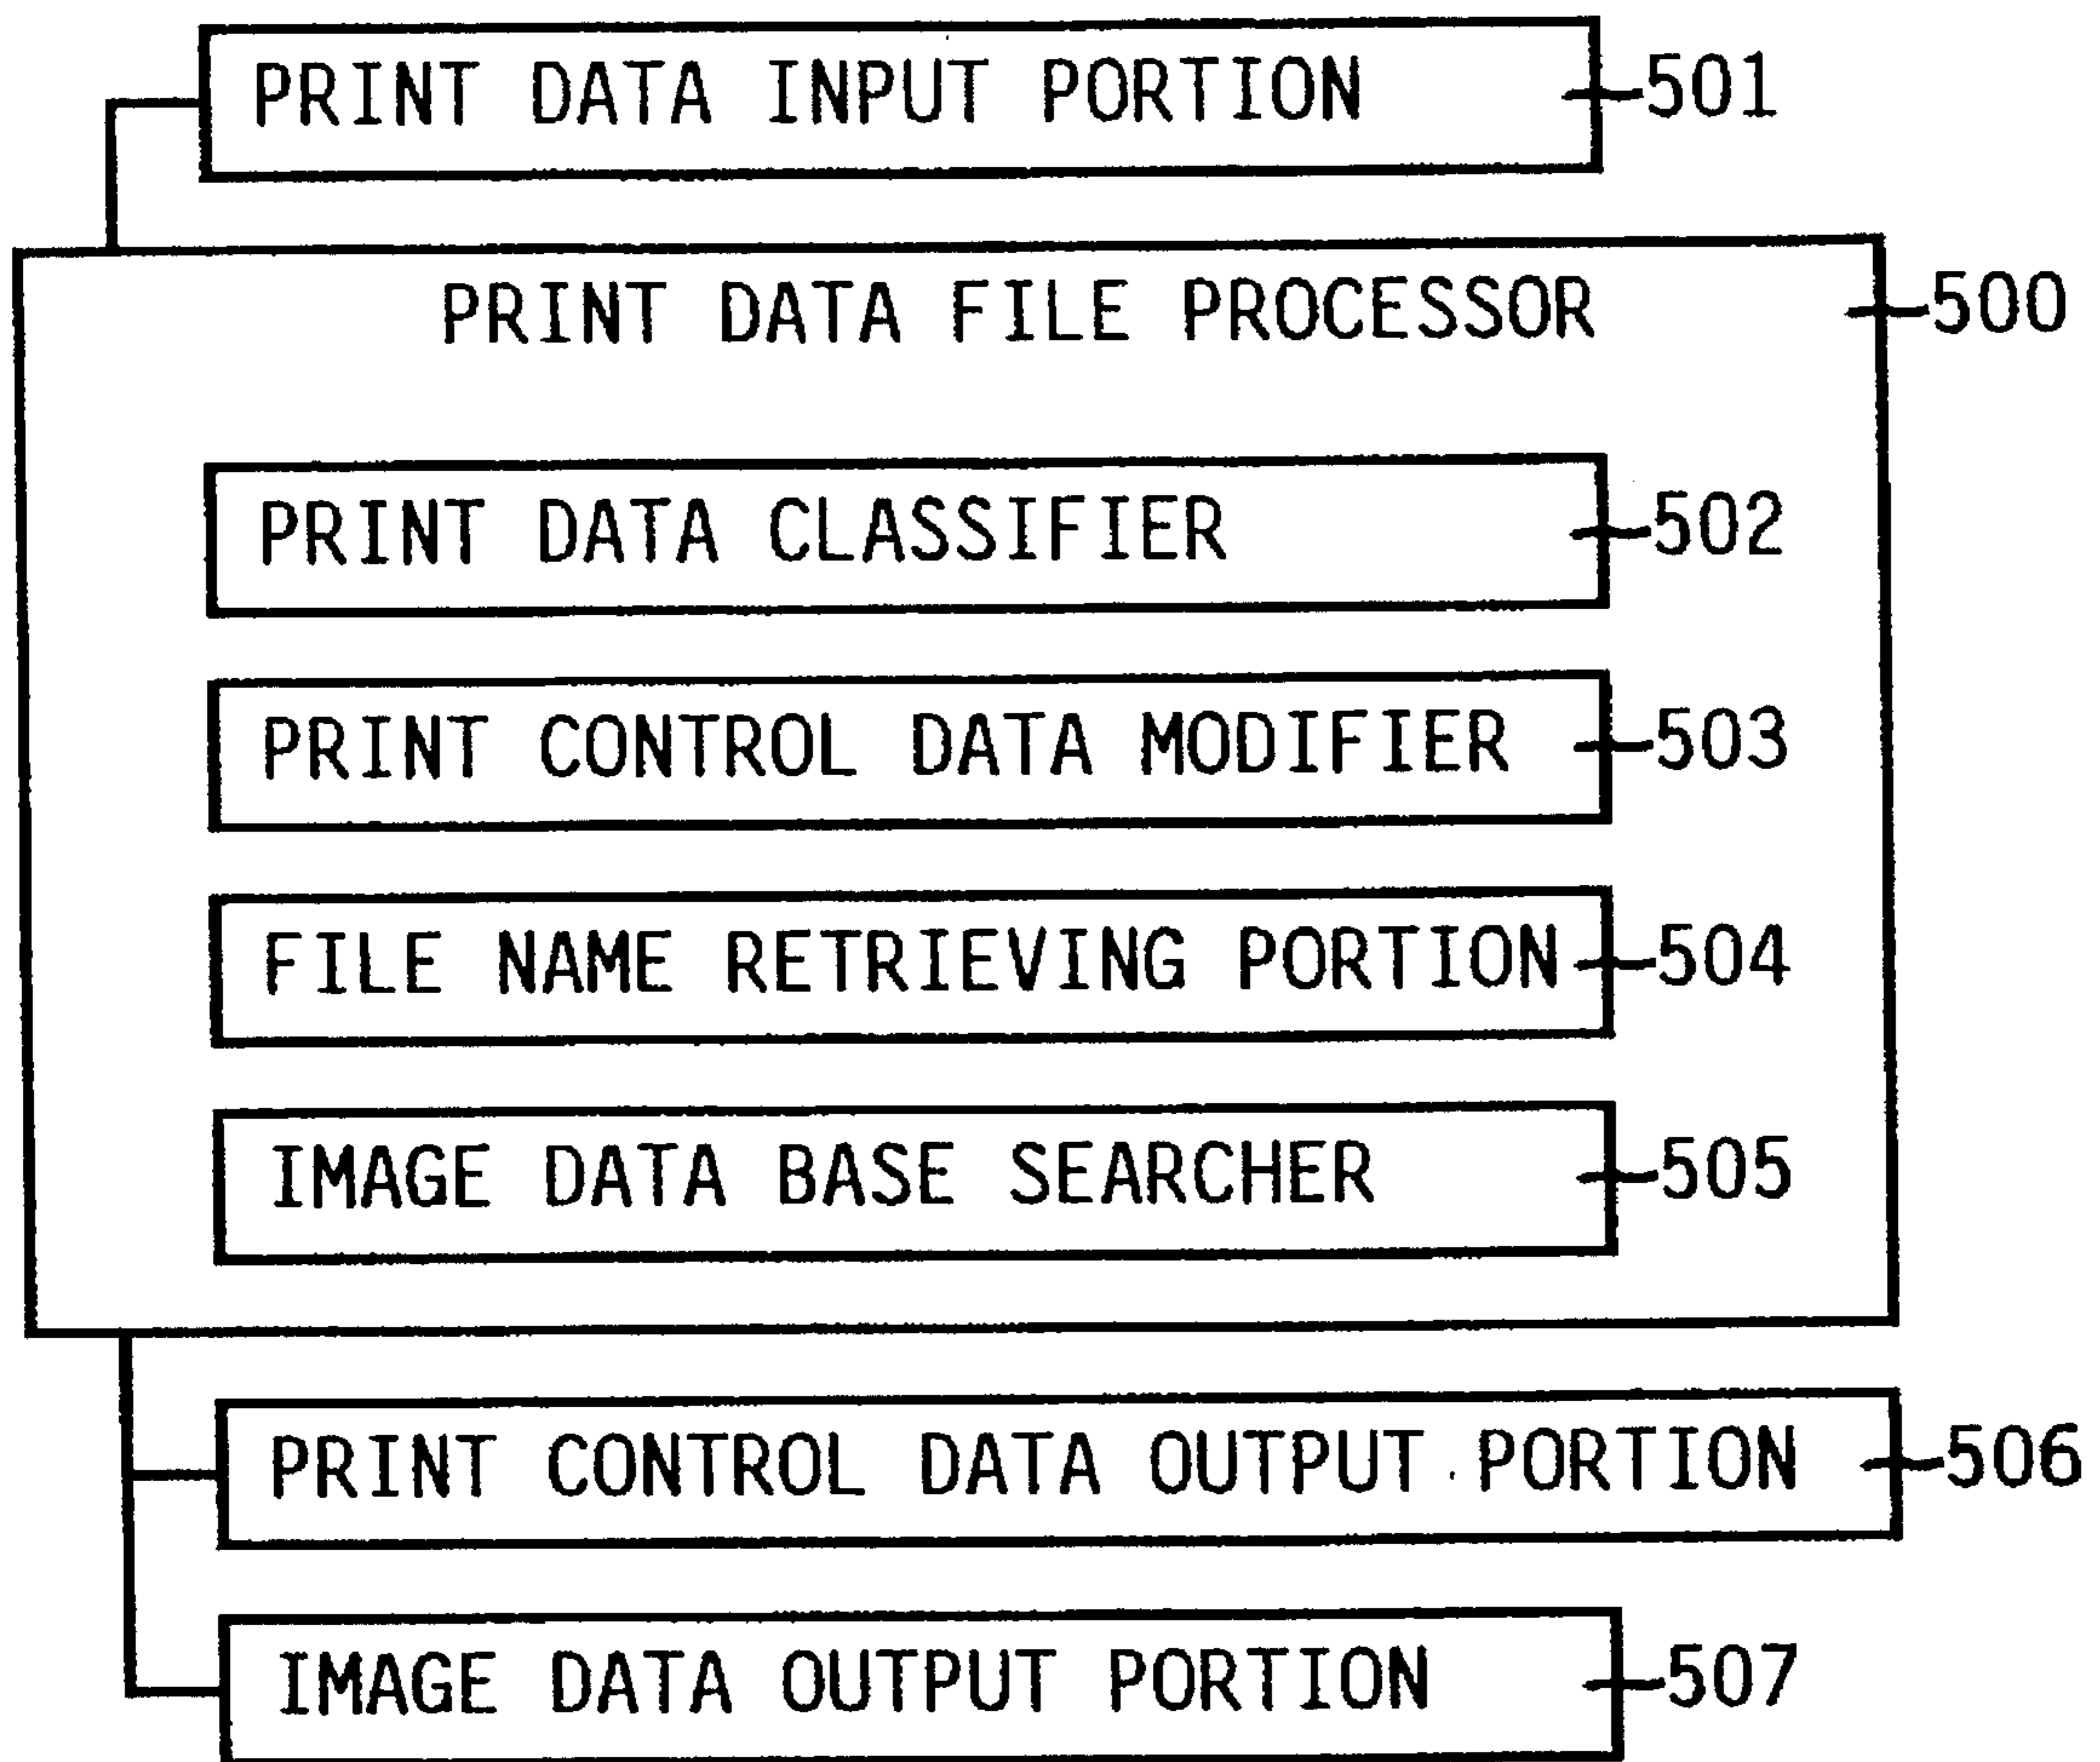 PRINT DATA INPUT PORTION 501
PRINT DATA FILE PROCESSOR 500
PRINT DATA CLASSIFIER 502
PRINT CONTROL DATA MODIFIER 503
FILE NAME RETRIEVING PORTION 504
IMAGE DATA BASE SEARCHER 505
PRINT CONTROL DATA OUTPUT PORTION 506
IMAGE DATA OUTPUT PORTION 507